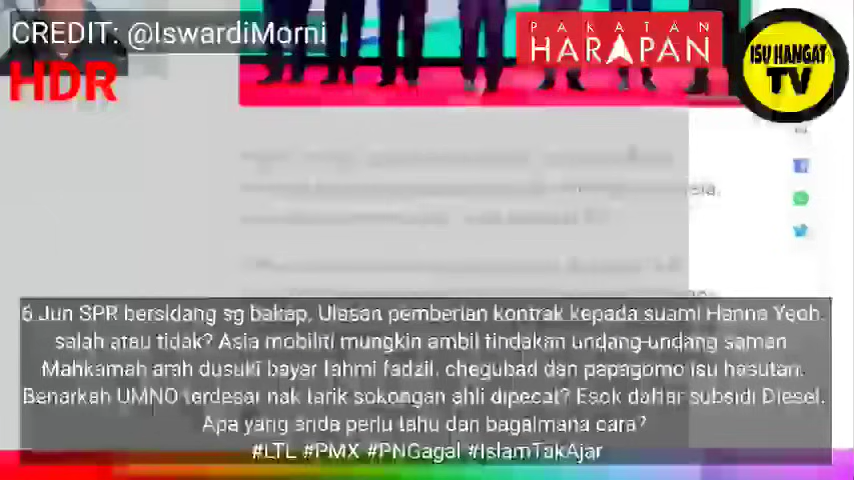 CREDIT: @IswardiMorni
HDR
PAKATAN
HARAPAN
ISU HANGAT
TV
6 Jun SPR bersidang sg bakap, Ulasan pemberian kontrak kepada suami Hanna Yeoh,
salah atau tidak? Asia mobiliti mungkin ambil tindakan undang-undang saman
Mahkamah arah dusuki bayar fahmi fadzil, chegubad dan papagomo isu hasutan.
Benarkah UMNO terdesar nak tarik sokongan ahli dipecat? Esok daftar subsidi Diesel.
Apa yang anda perlu tahu dan bagaimana cara?
#LTL #PMX #PNGagal #IslamTakAjar